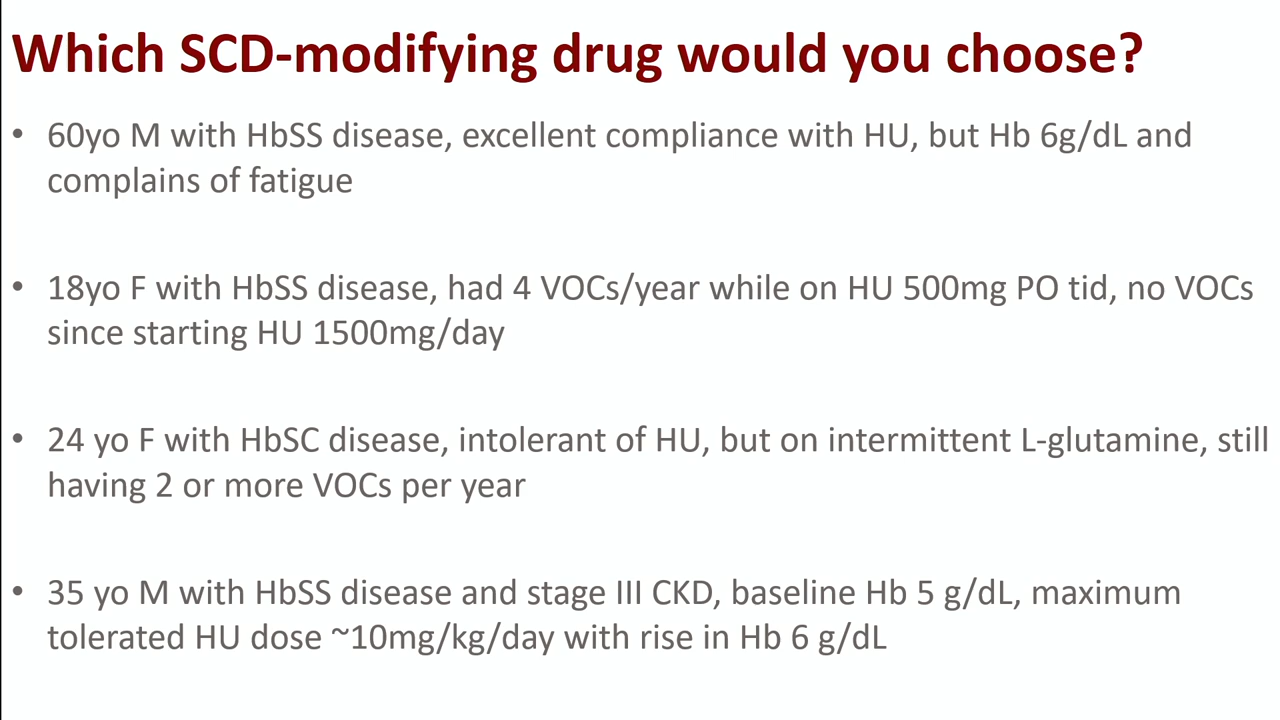 Which SCD-modifying drug would you choose?
• 60yo M with HbSS disease, excellent compliance with HU, but Hb 6g/dL and
complains of fatigue
• 18yo F with HbSS disease, had 4 VOCs/year while on HU 500mg PO tid, no VOCs
since starting HU 1500mg/day
• 24 yo F with HbSC disease, intolerant of HU, but on intermittent L-glutamine, still
having 2 or more VOCs per year
• 35 yo M with HbSS disease and stage III CKD, baseline Hb 5 g/dL, maximum
tolerated HU dose ~10mg/kg/day with rise in Hb 6 g/dL